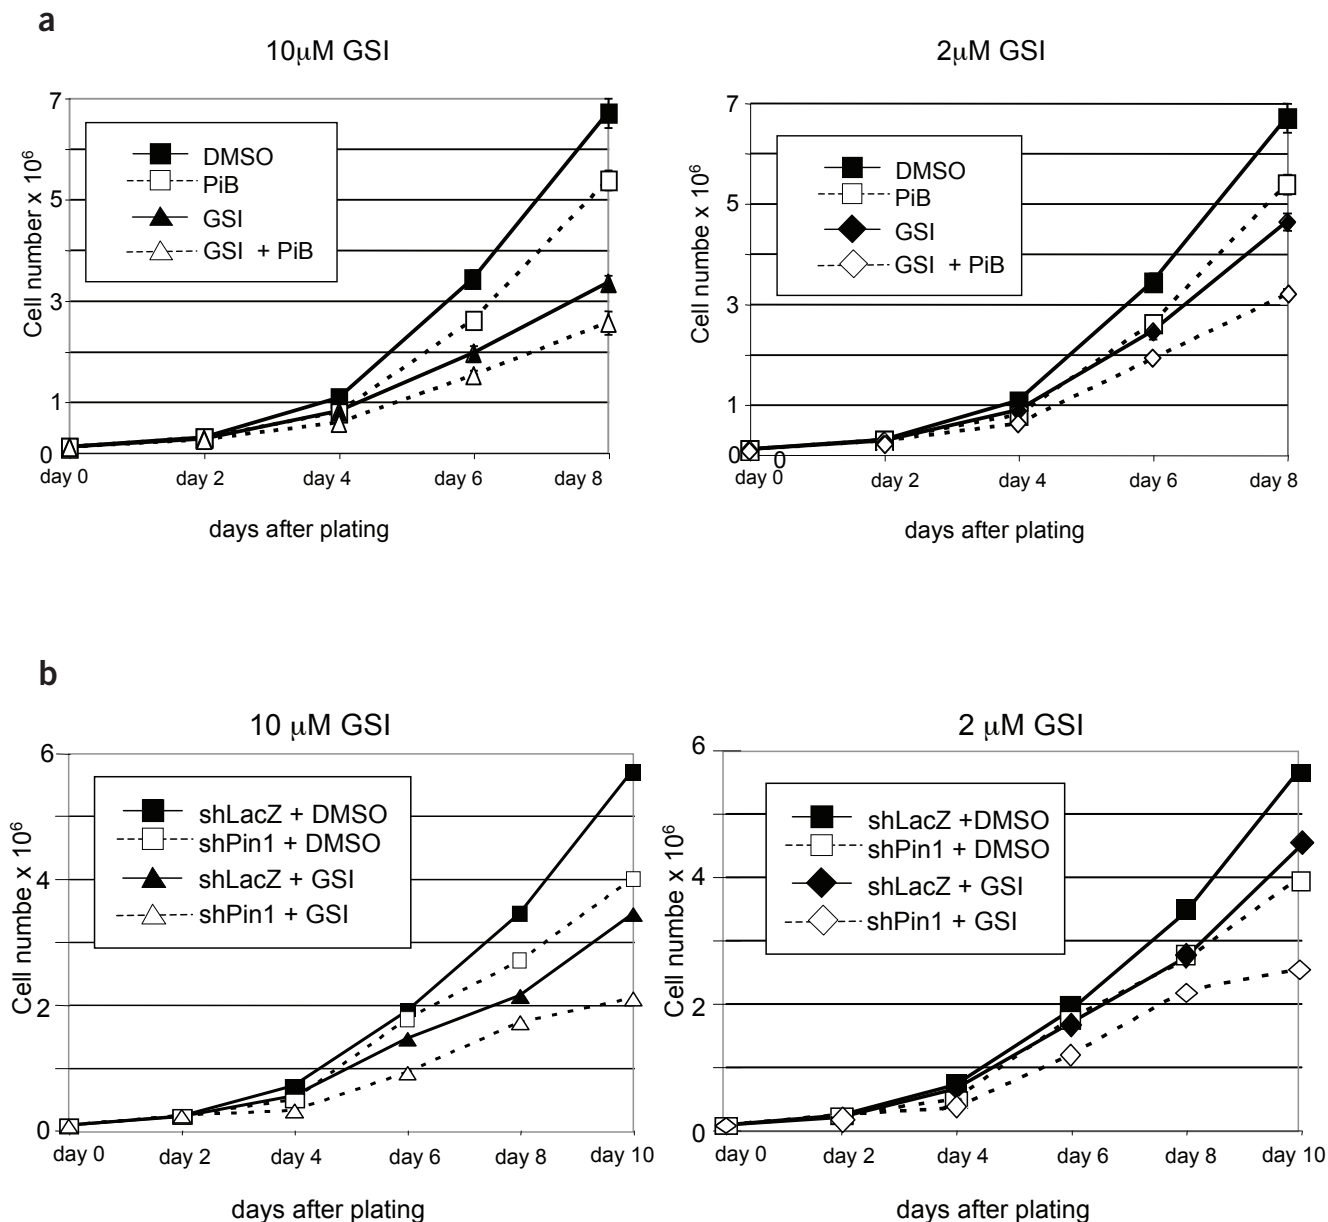 a
10μM GSI
7
5
3
1
0
Cell number x 10⁶
DMSO
PiB
GSI
GSI + PiB
day 0 day 2 day 4 day 6 day 8
days after plating
2μM GSI
7
5
3
1
0
0
Cell numbe x 10⁶
DMSO
PiB
GSI
GSI + PiB
day 0 day 2 day 4 day 6 day 8
days after plating
b
10 μM GSI
6
4
2
0
Cell numbe x 10⁶
shLacZ + DMSO
shPin1 + DMSO
shLacZ + GSI
shPin1 + GSI
day 0 day 2 day 4 day 6 day 8 day 10
days after plating
2 μM GSI
6
4
2
0
Cell numbe x 10⁶
shLacZ +DMSO
shPin1 + DMSO
shLacZ + GSI
shPin1 + GSI
day 0 day 2 day 4 day 6 day 8 day 10
days after plating